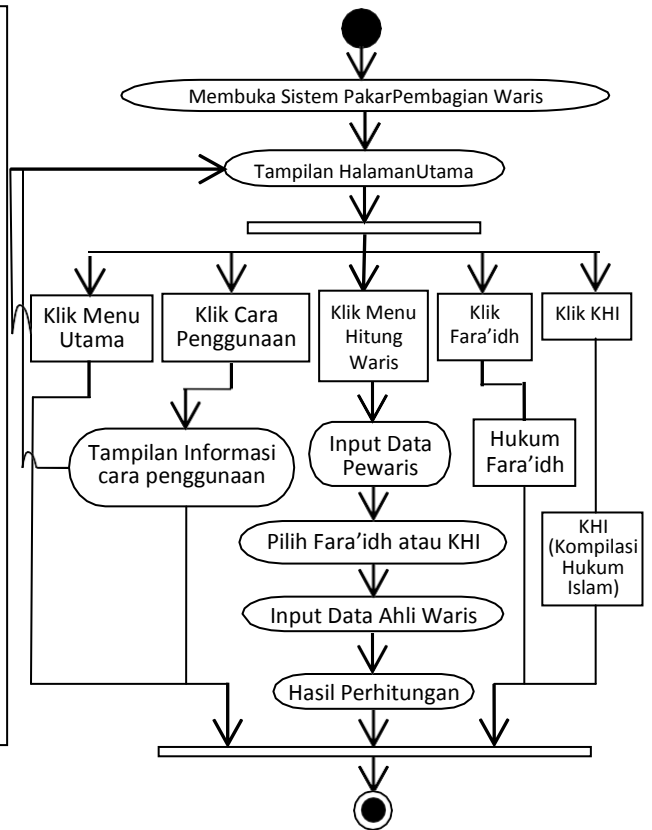 Membuka Sistem PakarPembagian Waris
Tampilan HalamanUtama
Klik Menu
Utama
Klik Cara
Penggunaan
Klik Menu
Hitung
Waris
Klik
Fara'idh
Klik KHI
Tampilan Informasi
cara penggunaan
Input Data
Pewaris
Hukum
Fara'idh
KHI
(Kompilasi
Hukum
Islam)
Pilih Fara'idh atau KHI
Input Data Ahli Waris
Hasil Perhitungan